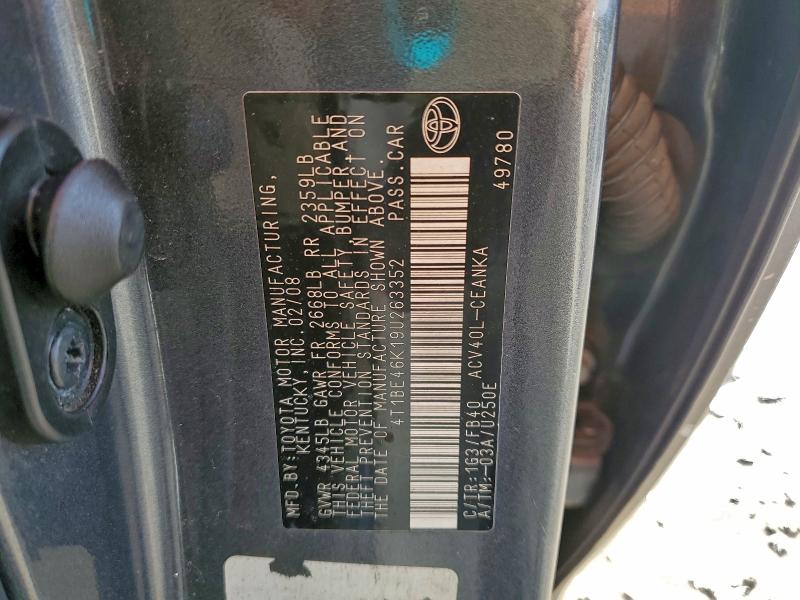 MFD.BY:TOYOTA MOTOR MANUFACTURING,
KENTUCKY, INC. 02/08
GVWR 4345LB GAWR FR 2668LB RR 2359LB
THIS VEHICLE CONFORMS TO ALL APPLICABLE
FEDERAL MOTOR VEHICLE SAFETY, BUMPER AND
THEFT PREVENTION STANDARDS IN EFFECT ON
THE DATE OF MANUFACTURE SHOWN ABOVE.
4T1BE46K19U263352 PASS.CAR
C/TR:1G3/FB40 ACV40L-CEANKA
A/TM:-03A/U250E 49780